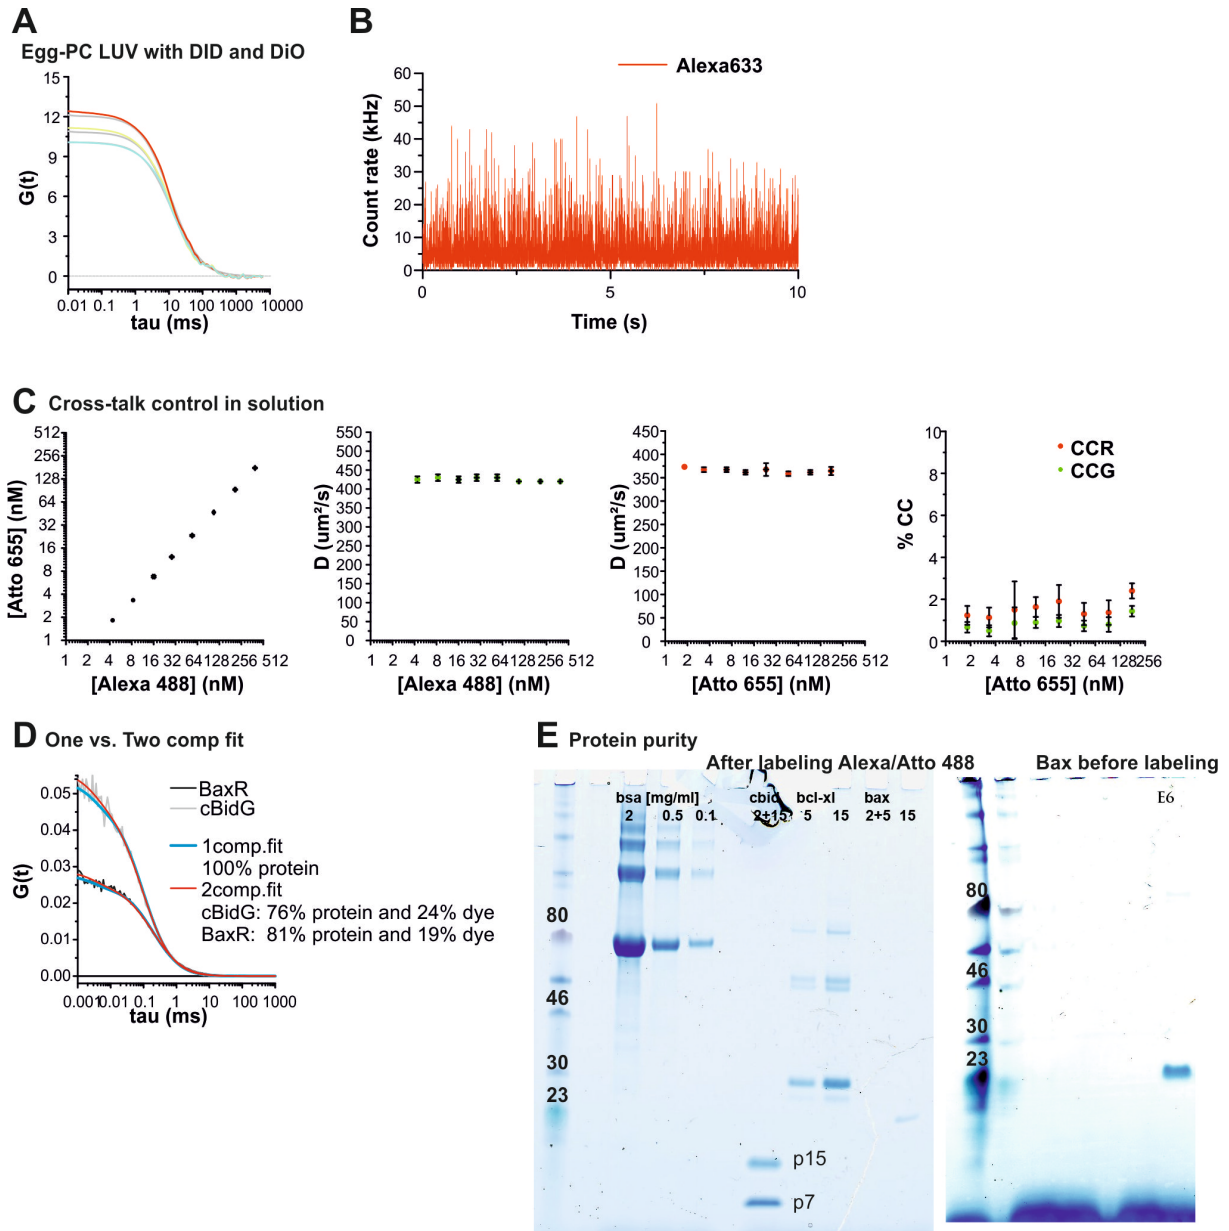 A
Egg-PC LUV with DID and DiO
G(t)
15
12
9
6
3
0
0.01 0.1 1 10 100 1000 10000
tau (ms)
B
Alexa633
Count rate (kHz)
60
50
40
30
20
10
0
0 5 10
Time (s)
C Cross-talk control in solution
[Atto 655] (nM)
512
256
128
64
32
16
8
4
2
1
1 2 4 8 16 32 64 128 256 512
[Alexa 488] (nM)
D (um²/s)
550
500
450
400
350
300
250
200
150
100
50
0
1 2 4 8 16 32 64 128 256 512
[Alexa 488] (nM)
D (um²/s)
450
400
350
300
250
200
150
100
50
0
1 2 4 8 16 32 64 128 256 512
[Atto 655] (nM)
% CC
10
8
6
4
2
0
CCR
CCG
1 2 4 8 16 32 64 128 256
[Atto 655] (nM)
D One vs. Two comp fit
G(t)
0.05
0.04
0.03
0.02
0.01
0.00
0.001 0.01 0.1 1 10 100 1000
tau (ms)
BaxR
cBidG
1comp.fit
100% protein
2comp.fit
cBidG: 76% protein and 24% dye
BaxR: 81% protein and 19% dye
E Protein purity
After labeling Alexa/Atto 488
bsa [mg/ml] cbid bcl-xl bax
2 0.5 0.1 2+15 5 15 2+5 15
80
46
30
23
p15
p7
Bax before labeling
E6
80
46
30
23